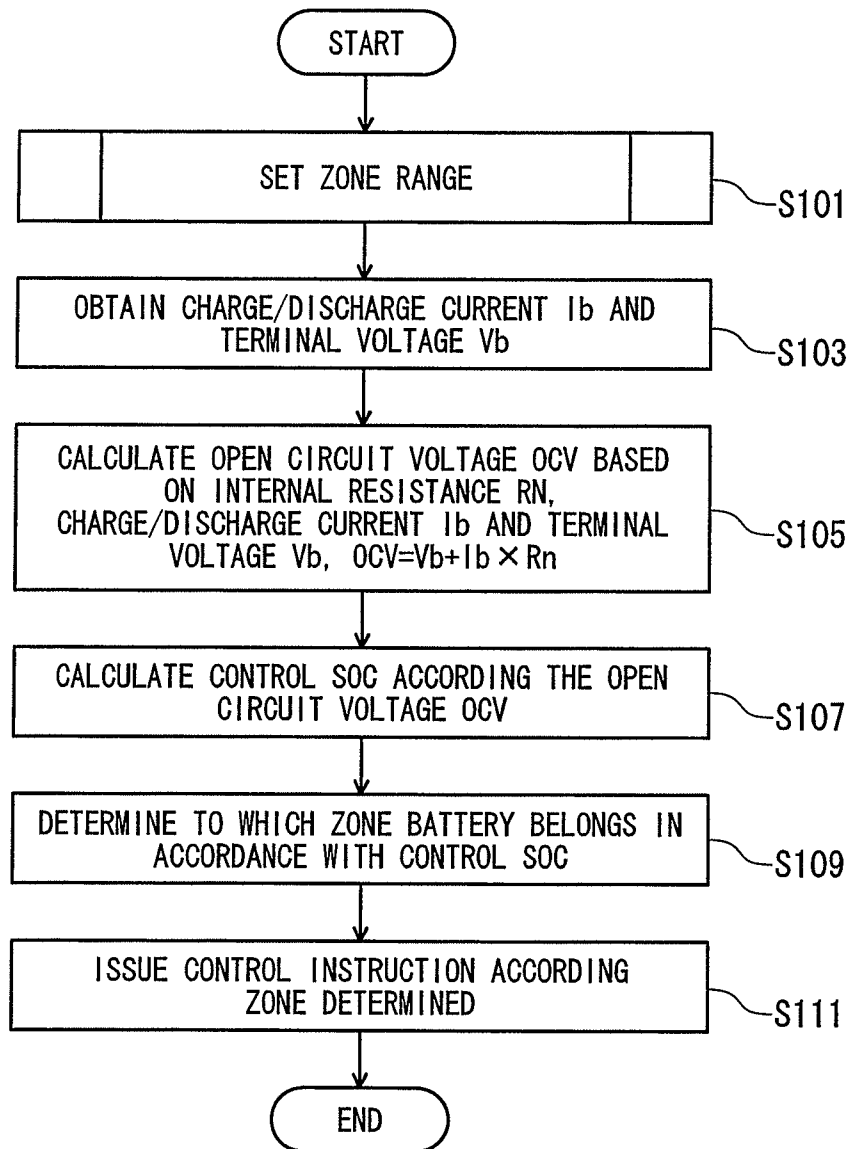 START
SET ZONE RANGE
S101
OBTAIN CHARGE/DISCHARGE CURRENT Ib AND
TERMINAL VOLTAGE Vb
S103
CALCULATE OPEN CIRCUIT VOLTAGE OCV BASED
ON INTERNAL RESISTANCE RN,
CHARGE/DISCHARGE CURRENT Ib AND TERMINAL
VOLTAGE Vb, OCV=Vb+Ib×Rn
S105
CALCULATE CONTROL SOC ACCORDING THE OPEN
CIRCUIT VOLTAGE OCV
S107
DETERMINE TO WHICH ZONE BATTERY BELONGS IN
ACCORDANCE WITH CONTROL SOC
S109
ISSUE CONTROL INSTRUCTION ACCORDING
ZONE DETERMINED
S111
END